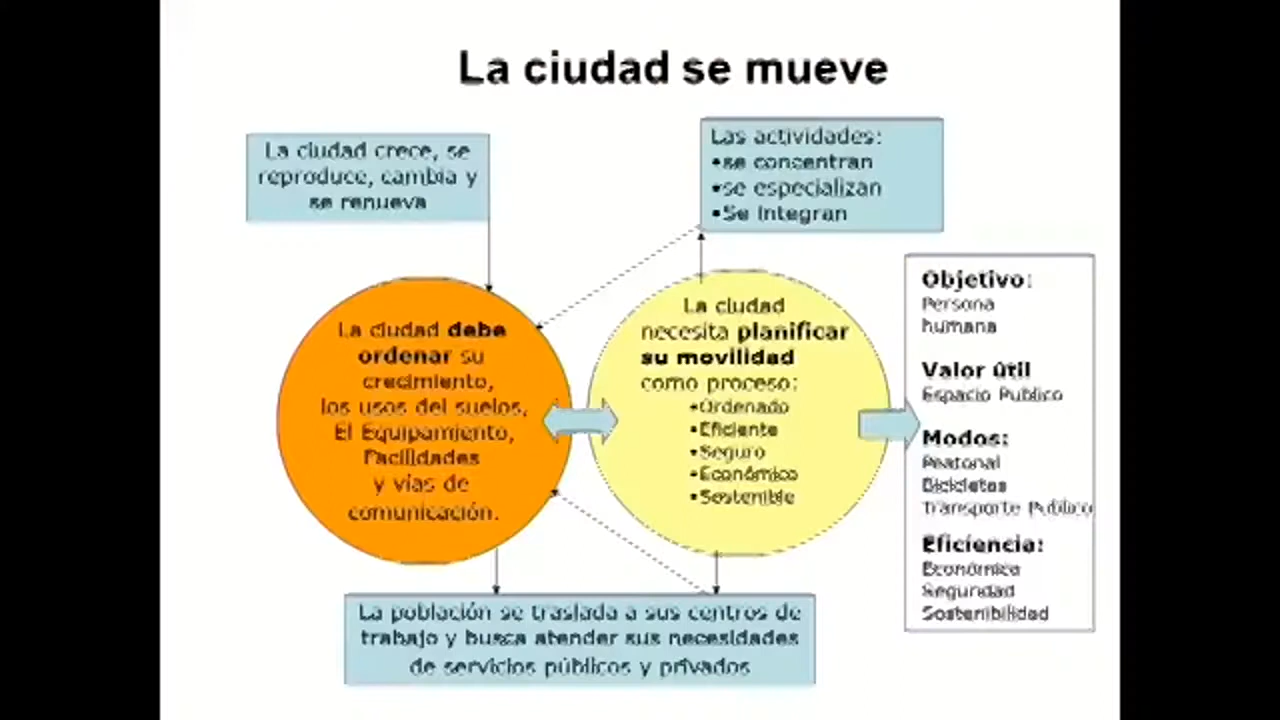 La ciudad se mueve
La ciudad crece, se
reproduce, cambia y
se renueva
Las actividades:
•se concentran
•se especializan
•Se integran
La ciudad debe
ordenar su
crecimiento,
los usos del suelos,
El Equipamiento,
Facilidades
y vías de
comunicación.
La ciudad
necesita planificar
su movilidad
como proceso:
•Ordenado
•Eficiente
•Seguro
•Económico
•Sostenible
Objetivo:
Persona
humana
Valor útil
Espacio Publico
Modos:
Peatonal
Bicicletas
Transporte Publico
Eficiencia:
Económica
Seguridad
Sostenibilidad
La población se traslada a sus centros de
trabajo y busca atender sus necesidades
de servicios públicos y privados